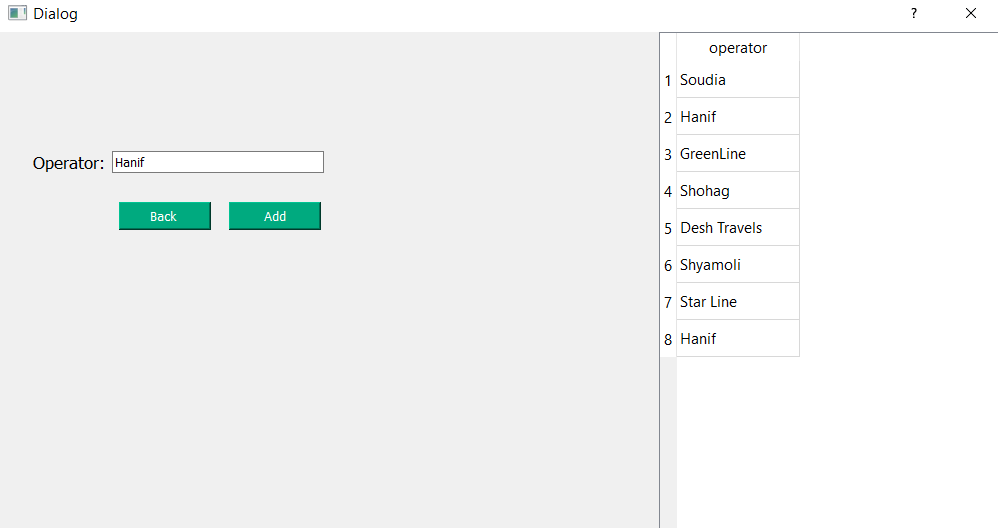 Dialog
?
Operator: Hanif
Back Add
operator
1 Soudia
2 Hanif
3 GreenLine
4 Shohag
5 Desh Travels
6 Shyamoli
7 Star Line
8 Hanif